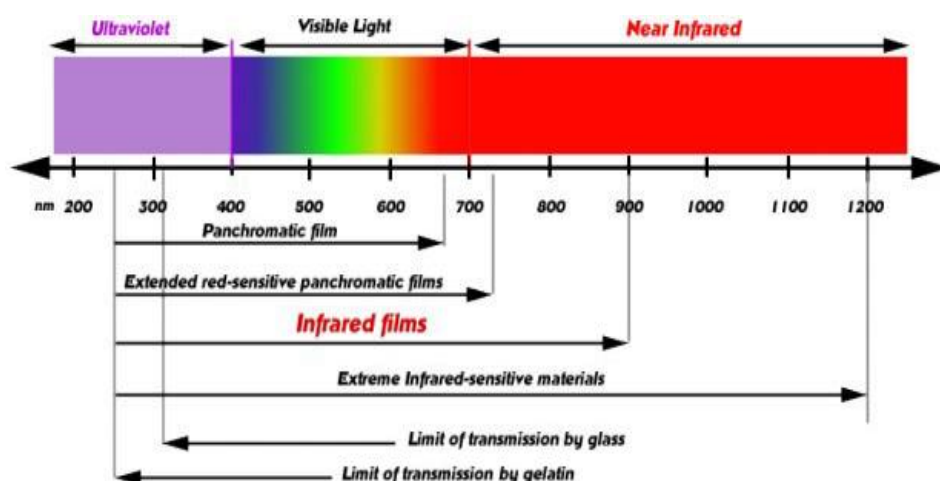 Ultraviolet Visible Light Near Infrared
nm 200 300 400 500 600 700 800 900 1000 1100 1200
Panchromatic film
Extended red-sensitive panchromatic films
Infrared films
Extreme Infrared-sensitive materials
Limit of transmission by glass
Limit of transmission by gelatin